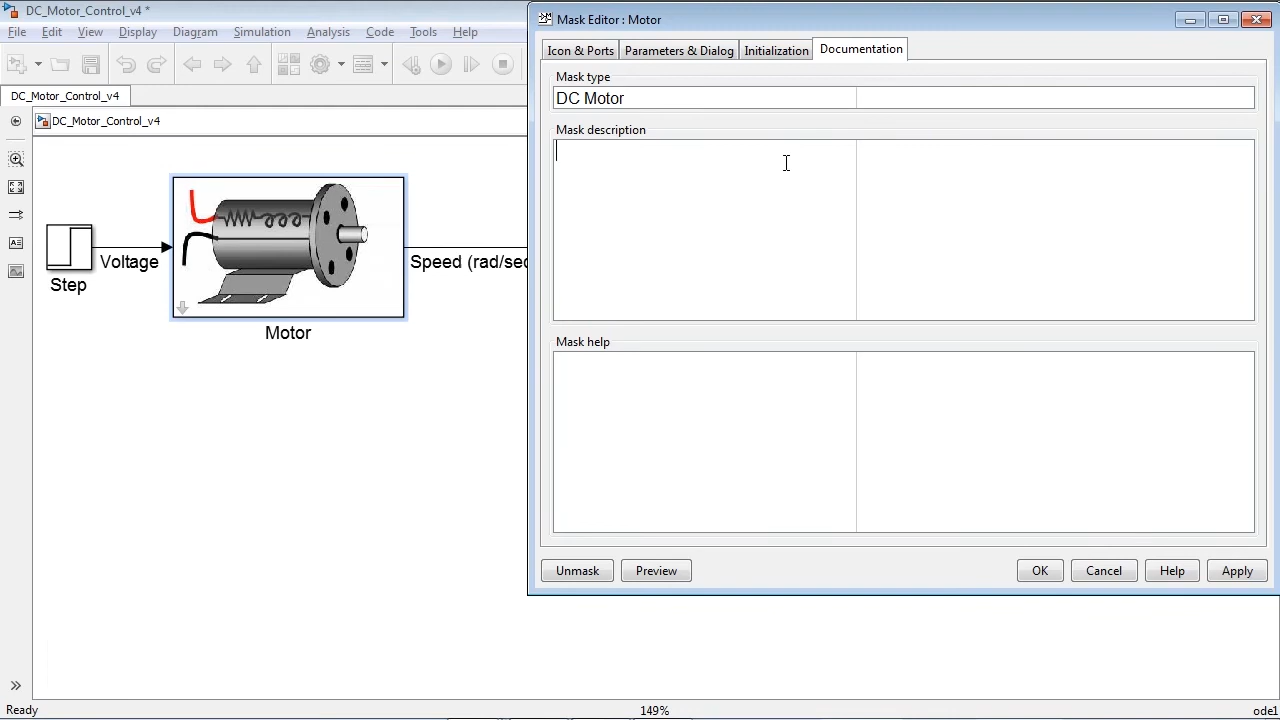 DC_Motor_Control_v4 *
File Edit View Display Diagram Simulation Analysis Code Tools Help
DC_Motor_Control_v4
DC_Motor_Control_v4
Step
Voltage
Motor
Speed (rad/sec
Ready
149%
ode1
Mask Editor : Motor
Icon & Ports Parameters & Dialog Initialization Documentation
Mask type
DC Motor
Mask description
Mask help
Unmask Preview OK Cancel Help Apply